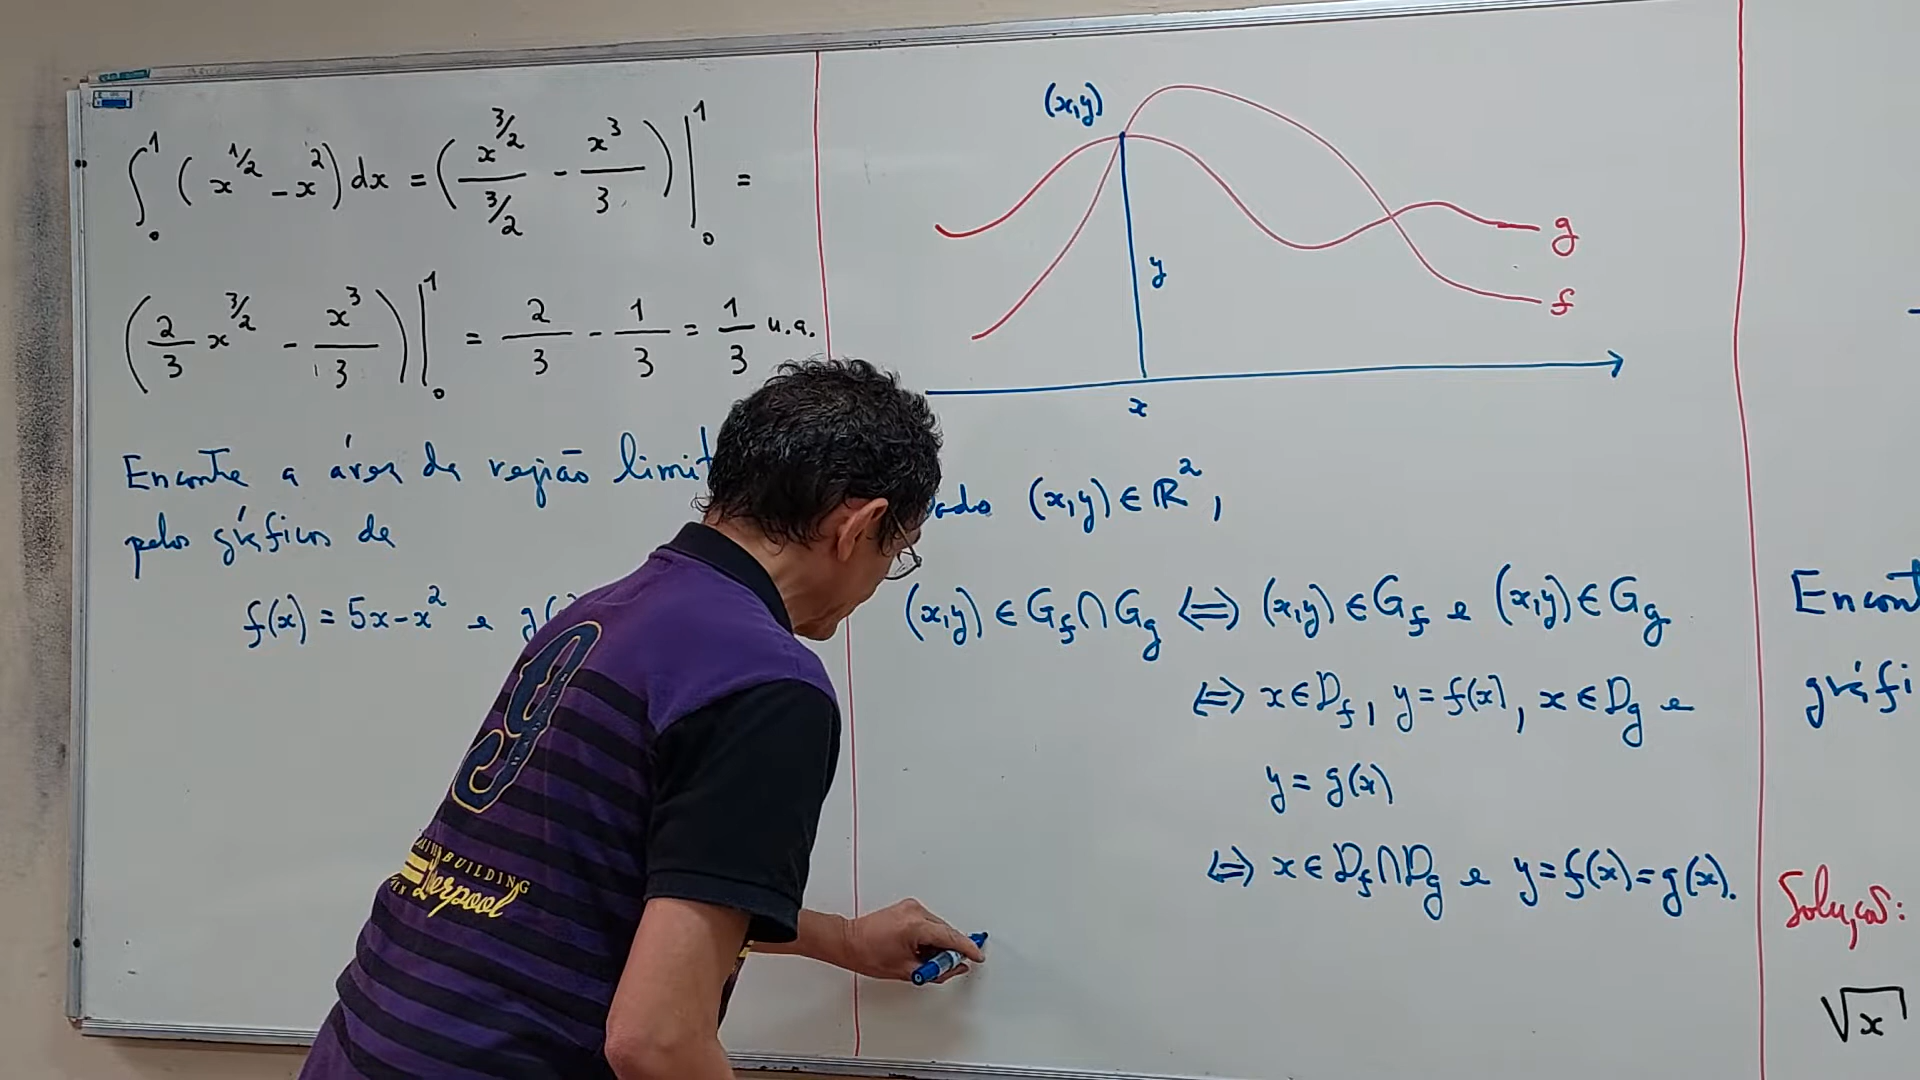 ∫₀¹ (x^{1/2} - x²) dx = (x^{3/2}/(3/2) - x³/3)|₀¹ =
(2/3 x^{3/2} - x³/3)|₀¹ = 2/3 - 1/3 = 1/3 u.a.
Encontre a área da região limit
pelos gráficos de
f(x) = 5x - x² e g(
(x,y)
g
f
y
x
(x,y) ∈ ℝ²,
(x,y) ∈ G_f ∩ G_g ⇔ (x,y) ∈ G_f e (x,y) ∈ G_g
⇔ x ∈ D_f, y = f(x), x ∈ D_g e
y = g(x)
⇔ x ∈ D_f ∩ D_g e y = f(x) = g(x).
Encont
gráfi
Solução:
√x
BUILDING
Liverpool